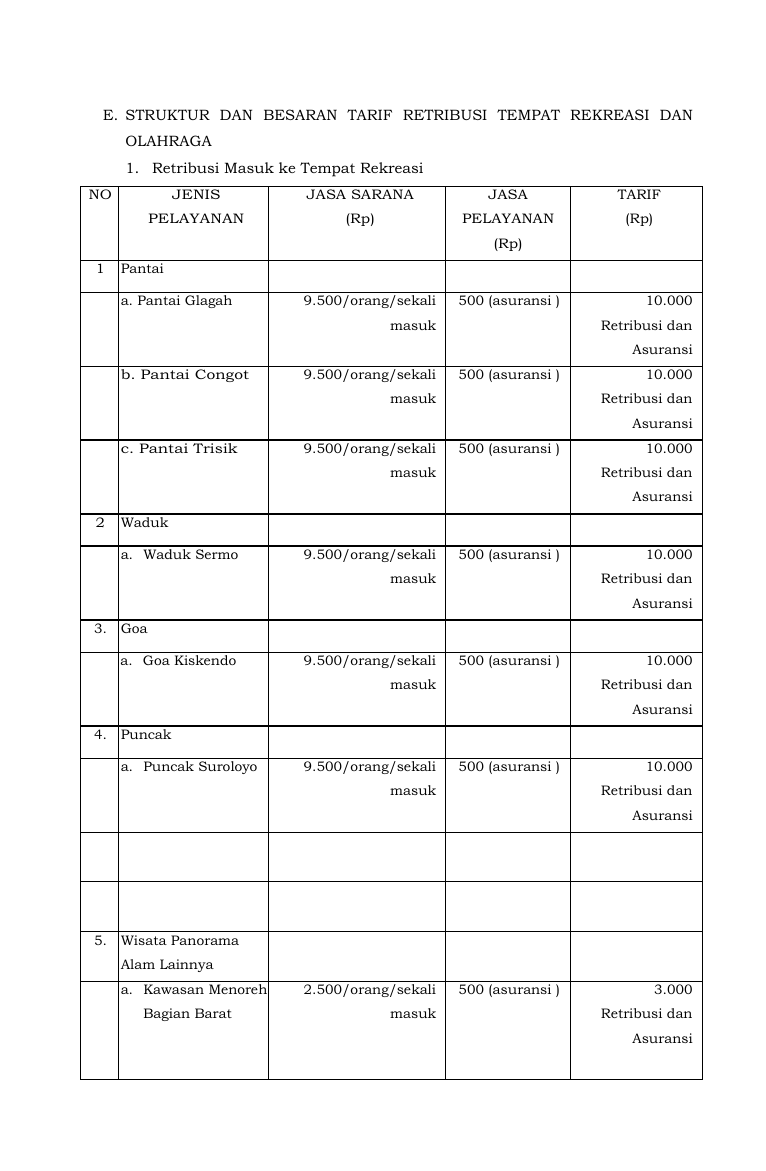 E. STRUKTUR DAN BESARAN TARIF RETRIBUSI TEMPAT REKREASI DAN
OLAHRAGA
1. Retribusi Masuk ke Tempat Rekreasi
NO JENIS JASA SARANA JASA TARIF
PELAYANAN (Rp) PELAYANAN (Rp)
(Rp)
1 Pantai
a. Pantai Glagah 9.500/orang/sekali 500 (asuransi ) 10.000
masuk Retribusi dan
Asuransi
b. Pantai Congot 9.500/orang/sekali 500 (asuransi ) 10.000
masuk Retribusi dan
Asuransi
c. Pantai Trisik 9.500/orang/sekali 500 (asuransi ) 10.000
masuk Retribusi dan
Asuransi
2 Waduk
a. Waduk Sermo 9.500/orang/sekali 500 (asuransi ) 10.000
masuk Retribusi dan
Asuransi
3. Goa
a. Goa Kiskendo 9.500/orang/sekali 500 (asuransi ) 10.000
masuk Retribusi dan
Asuransi
4. Puncak
a. Puncak Suroloyo 9.500/orang/sekali 500 (asuransi ) 10.000
masuk Retribusi dan
Asuransi
5. Wisata Panorama
Alam Lainnya
a. Kawasan Menoreh 2.500/orang/sekali 500 (asuransi ) 3.000
Bagian Barat masuk Retribusi dan
Asuransi